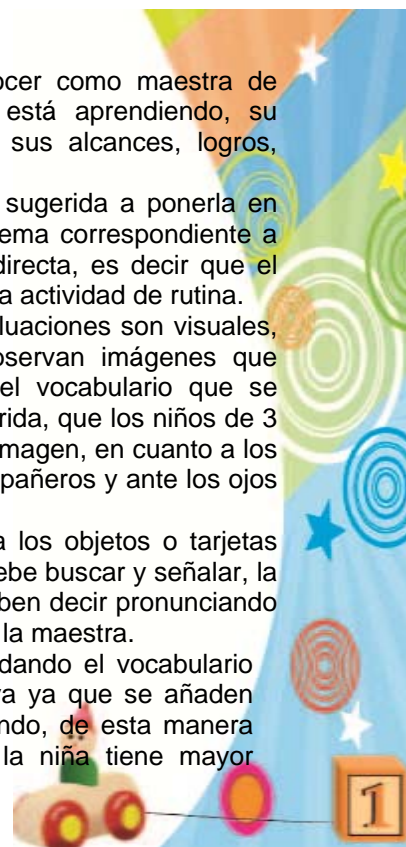 ocer como maestra de
está aprendiendo, su
sus alcances, logros,
sugerida a ponerla en
ema correspondiente a
directa, es decir que el
a actividad de rutina.
luaciones son visuales,
oservan imágenes que
el vocabulario que se
rida, que los niños de 3
imagen, en cuanto a los
pañeros y ante los ojos
a los objetos o tarjetas
ebe buscar y señalar, la
ben decir pronunciando
la maestra.
dando el vocabulario
va ya que se añaden
ndo, de esta manera
la niña tiene mayor
1